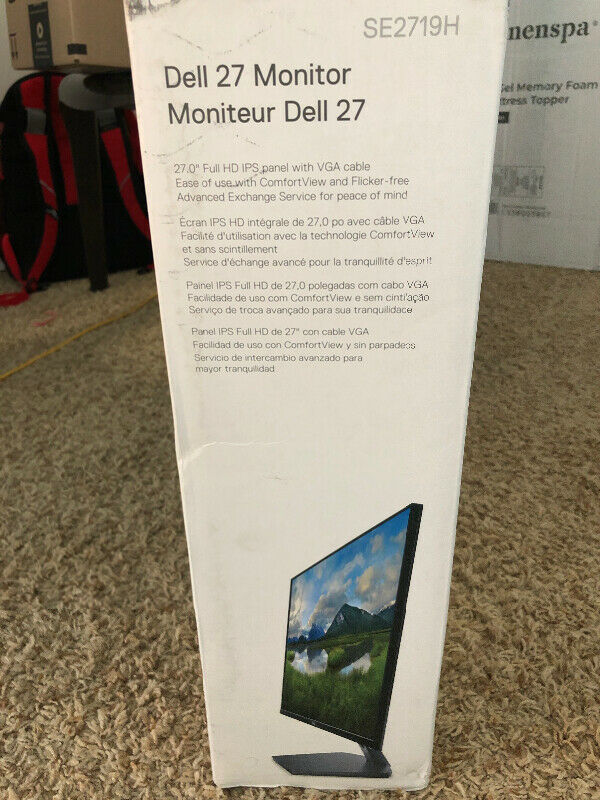 SE2719H
Dell 27 Monitor
Moniteur Dell 27
27.0" Full HD IPS panel with VGA cable
Ease of use with ComfortView and Flicker-free
Advanced Exchange Service for peace of mind
Écran IPS HD intégrale de 27,0 po avec câble VGA
Facilité d'utilisation avec la technologie ComfortView
et sans scintillement
Service d'échange avancé pour la tranquillité d'esprit
Painel IPS Full HD de 27,0 polegadas com cabo VGA
Facilidade de uso com ComfortView e sem cintilação
Serviço de troca avançado para sua tranquilidade
Panel IPS Full HD de 27" con cable VGA
Facilidad de uso con ComfortView y sin parpadeos
Servicio de intercambio avanzado para
mayor tranquilidad
nenspa
Gel Memory Foam
tress Topper